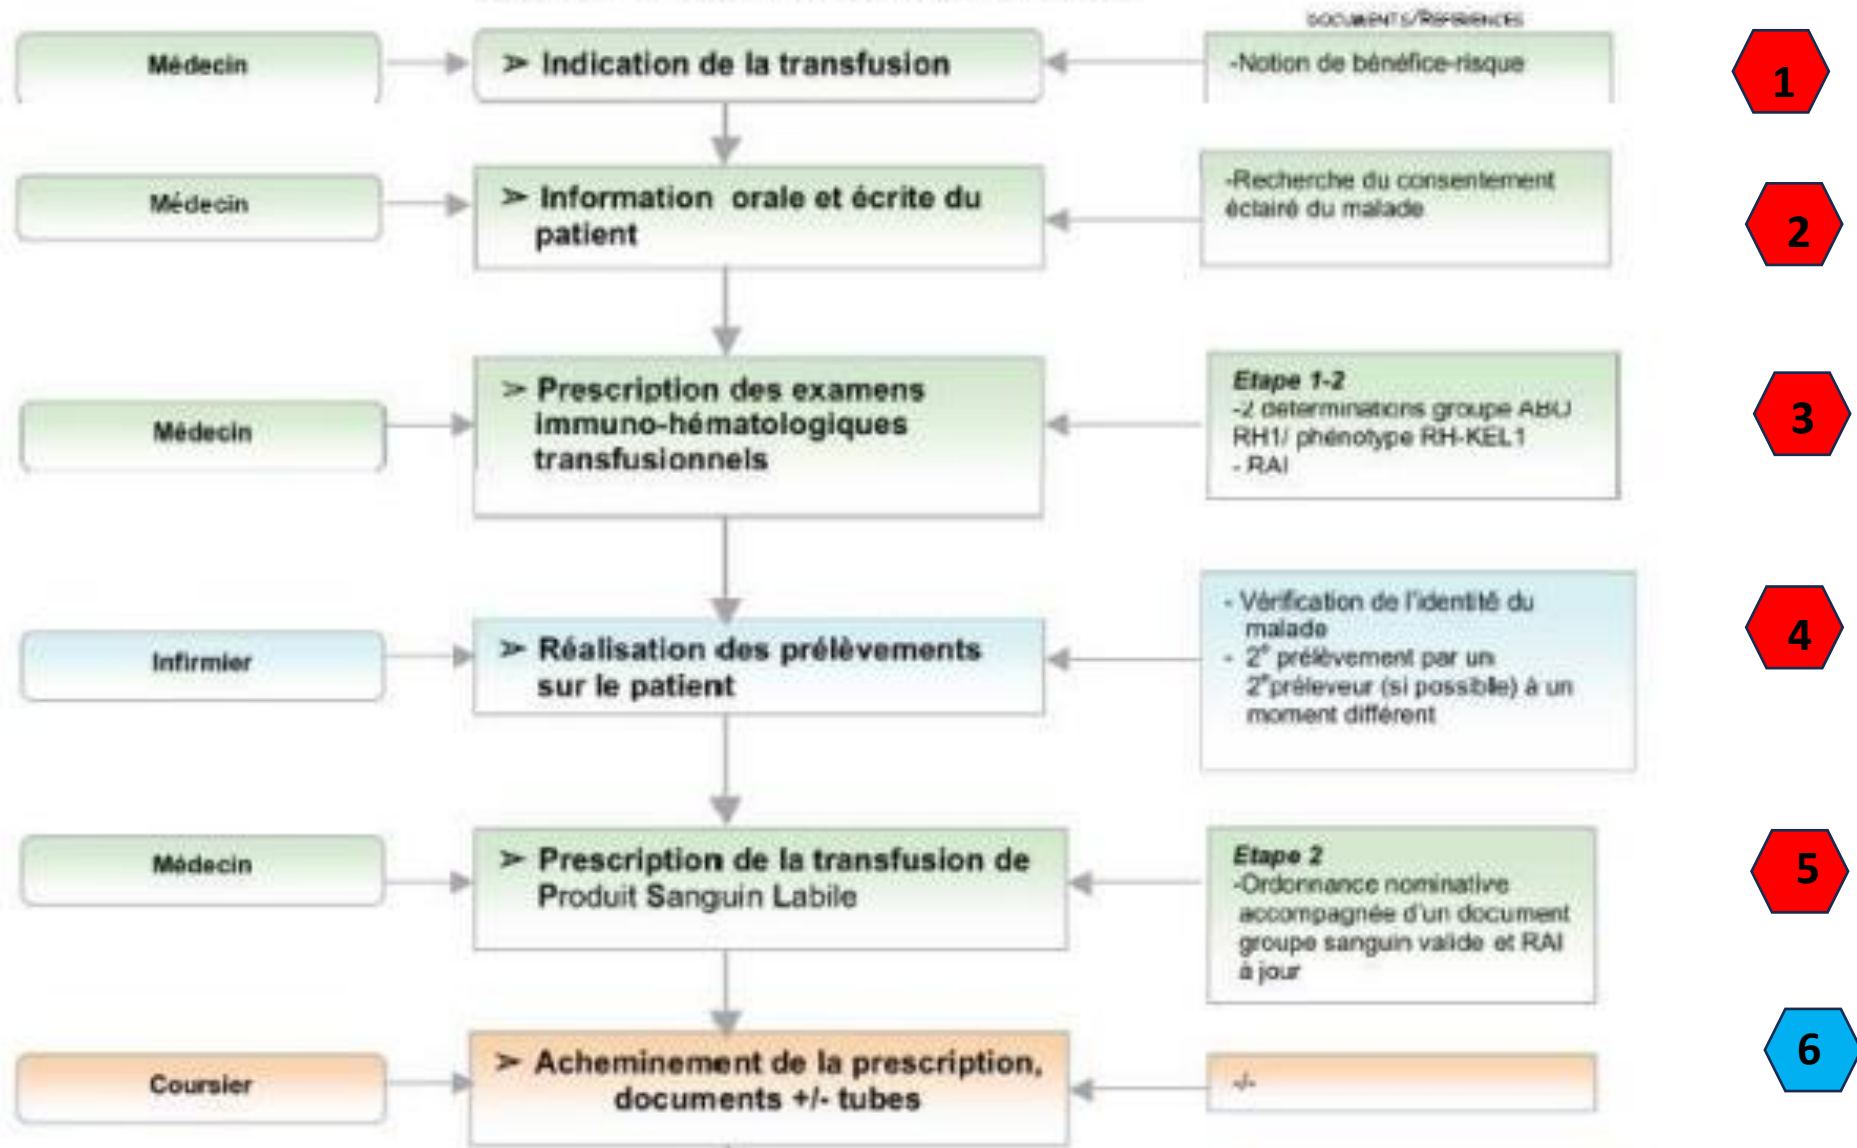 DOCUMENTS/REFERENCES
Médecin
➢ Indication de la transfusion
-Notion de bénéfice-risque
1
Médecin
➢ Information orale et écrite du
patient
-Recherche du consentement
éclairé du malade
2
Médecin
➢ Prescription des examens
immuno-hématologiques
transfusionnels
Etape 1-2
-2 déterminations groupe ABO
RH1/ phénotype RH-KEL1
- RAI
3
Infirmier
➢ Réalisation des prélèvements
sur le patient
- Vérification de l'identité du
malade
- 2e prélèvement par un
2e préleveur (si possible) à un
moment différent
4
Médecin
➢ Prescription de la transfusion de
Produit Sanguin Labile
Etape 2
-Ordonnance nominative
accompagnée d'un document
groupe sanguin valide et RAI
à jour
5
Coursier
➢ Acheminement de la prescription,
documents +/- tubes
-/-
6